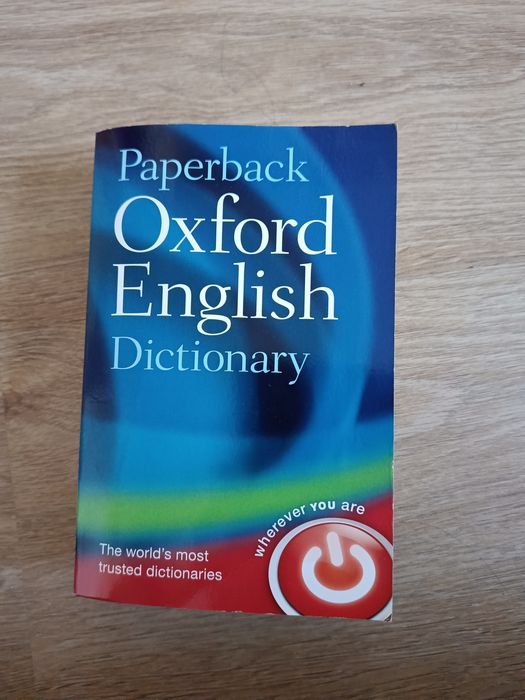 Paperback
Oxford
English
Dictionary
wherever YOU are
The world's most
trusted dictionaries